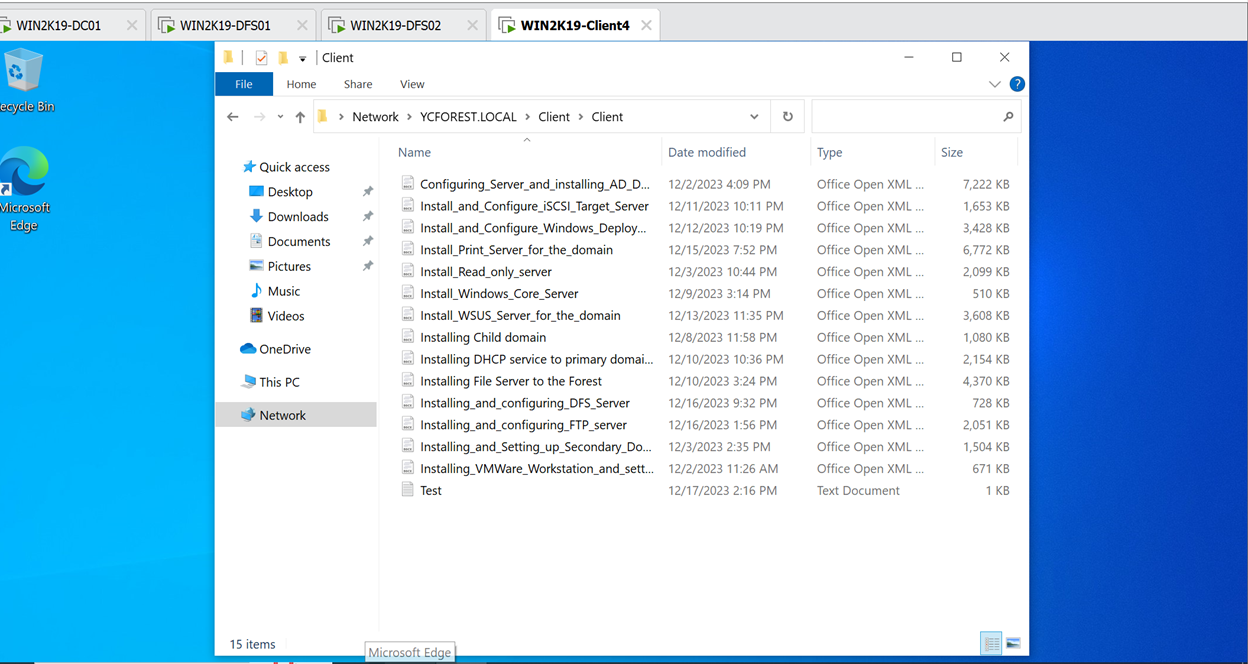 WIN2K19-DC01
WIN2K19-DFS01
WIN2K19-DFS02
WIN2K19-Client4
ecycle Bin
Microsoft
Edge
Client
File Home Share View
?
Network YCFOREST.LOCAL Client Client
Quick access
Desktop
Downloads
Documents
Pictures
Music
Videos
OneDrive
This PC
Network
Name Date modified Type Size
Configuring_Server_and_installing_AD_D... 12/2/2023 4:09 PM Office Open XML ... 7,222 KB
Install_and_Configure_iSCSI_Target_Server 12/11/2023 10:11 PM Office Open XML ... 1,653 KB
Install_and_Configure_Windows_Deploy... 12/12/2023 10:19 PM Office Open XML ... 3,428 KB
Install_Print_Server_for_the_domain 12/15/2023 7:52 PM Office Open XML ... 6,772 KB
Install_Read_only_server 12/3/2023 10:44 PM Office Open XML ... 2,099 KB
Install_Windows_Core_Server 12/9/2023 3:14 PM Office Open XML ... 510 KB
Install_WSUS_Server_for_the_domain 12/13/2023 11:35 PM Office Open XML ... 3,608 KB
Installing Child domain 12/8/2023 11:58 PM Office Open XML ... 1,080 KB
Installing DHCP service to primary domai... 12/10/2023 10:36 PM Office Open XML ... 2,154 KB
Installing File Server to the Forest 12/10/2023 3:24 PM Office Open XML ... 4,370 KB
Installing_and_configuring_DFS_Server 12/16/2023 9:32 PM Office Open XML ... 728 KB
Installing_and_configuring_FTP_server 12/16/2023 1:56 PM Office Open XML ... 2,051 KB
Installing_and_Setting_up_Secondary_Do... 12/3/2023 2:35 PM Office Open XML ... 1,504 KB
Installing_VMWare_Workstation_and_sett... 12/2/2023 11:26 AM Office Open XML ... 671 KB
Test 12/17/2023 2:16 PM Text Document 1 KB
15 items
Microsoft Edge